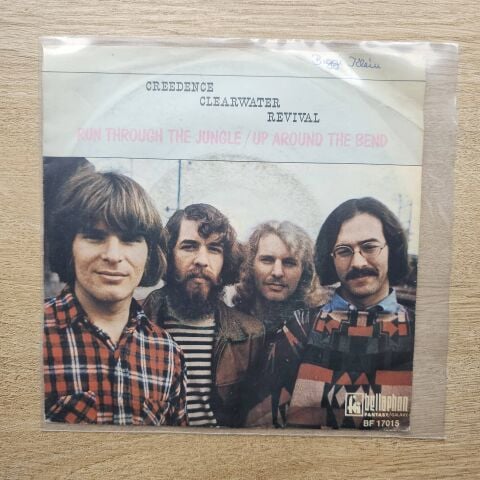 CREEDENCE
CLEARWATER
REVIVAL
RUN THROUGH THE JUNGLE / UP AROUND THE BEND
bellaphon
FANTASY/GALAXY
BF 17015